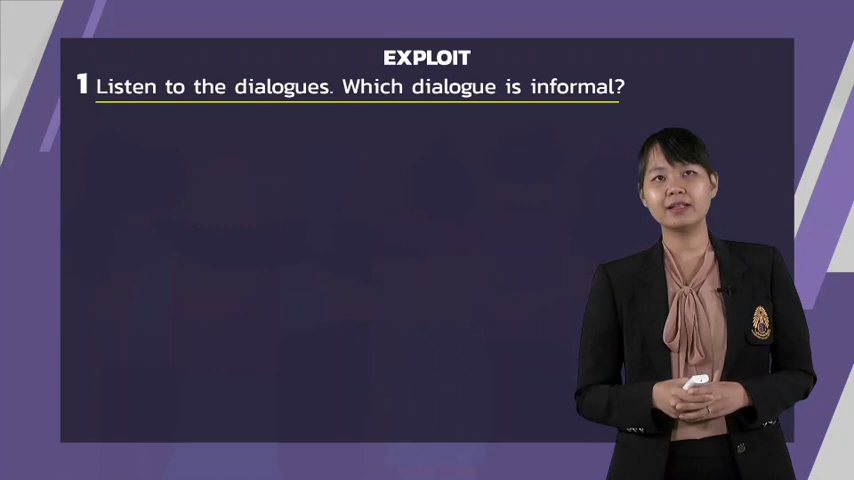 EXPLOIT
1 Listen to the dialogues. Which dialogue is informal?